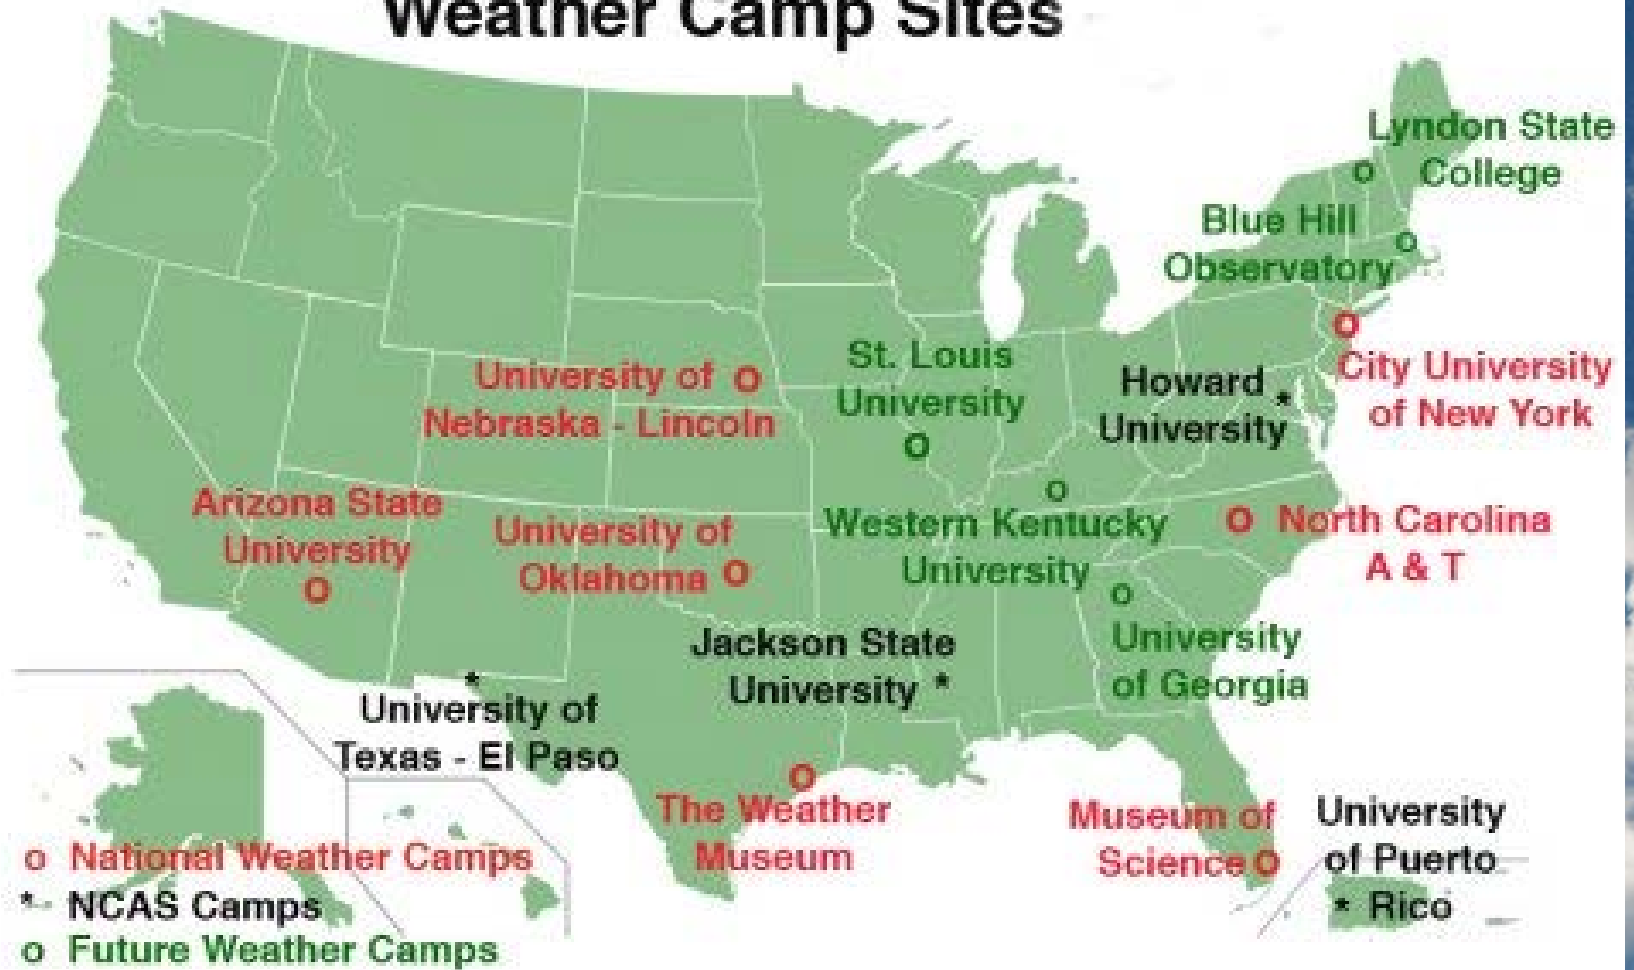 Weather Camp Sites
Lyndon State
College
Blue Hill
Observatory
City University
of New York
St. Louis
University
Howard
University
University of
Nebraska - Lincoln
Arizona State
University
University of
Oklahoma
Western Kentucky
University
North Carolina
A & T
University
of Georgia
Jackson State
University
University of
Texas - El Paso
The Weather
Museum
Museum of
Science
University
of Puerto
Rico
National Weather Camps
* NCAS Camps
Future Weather Camps